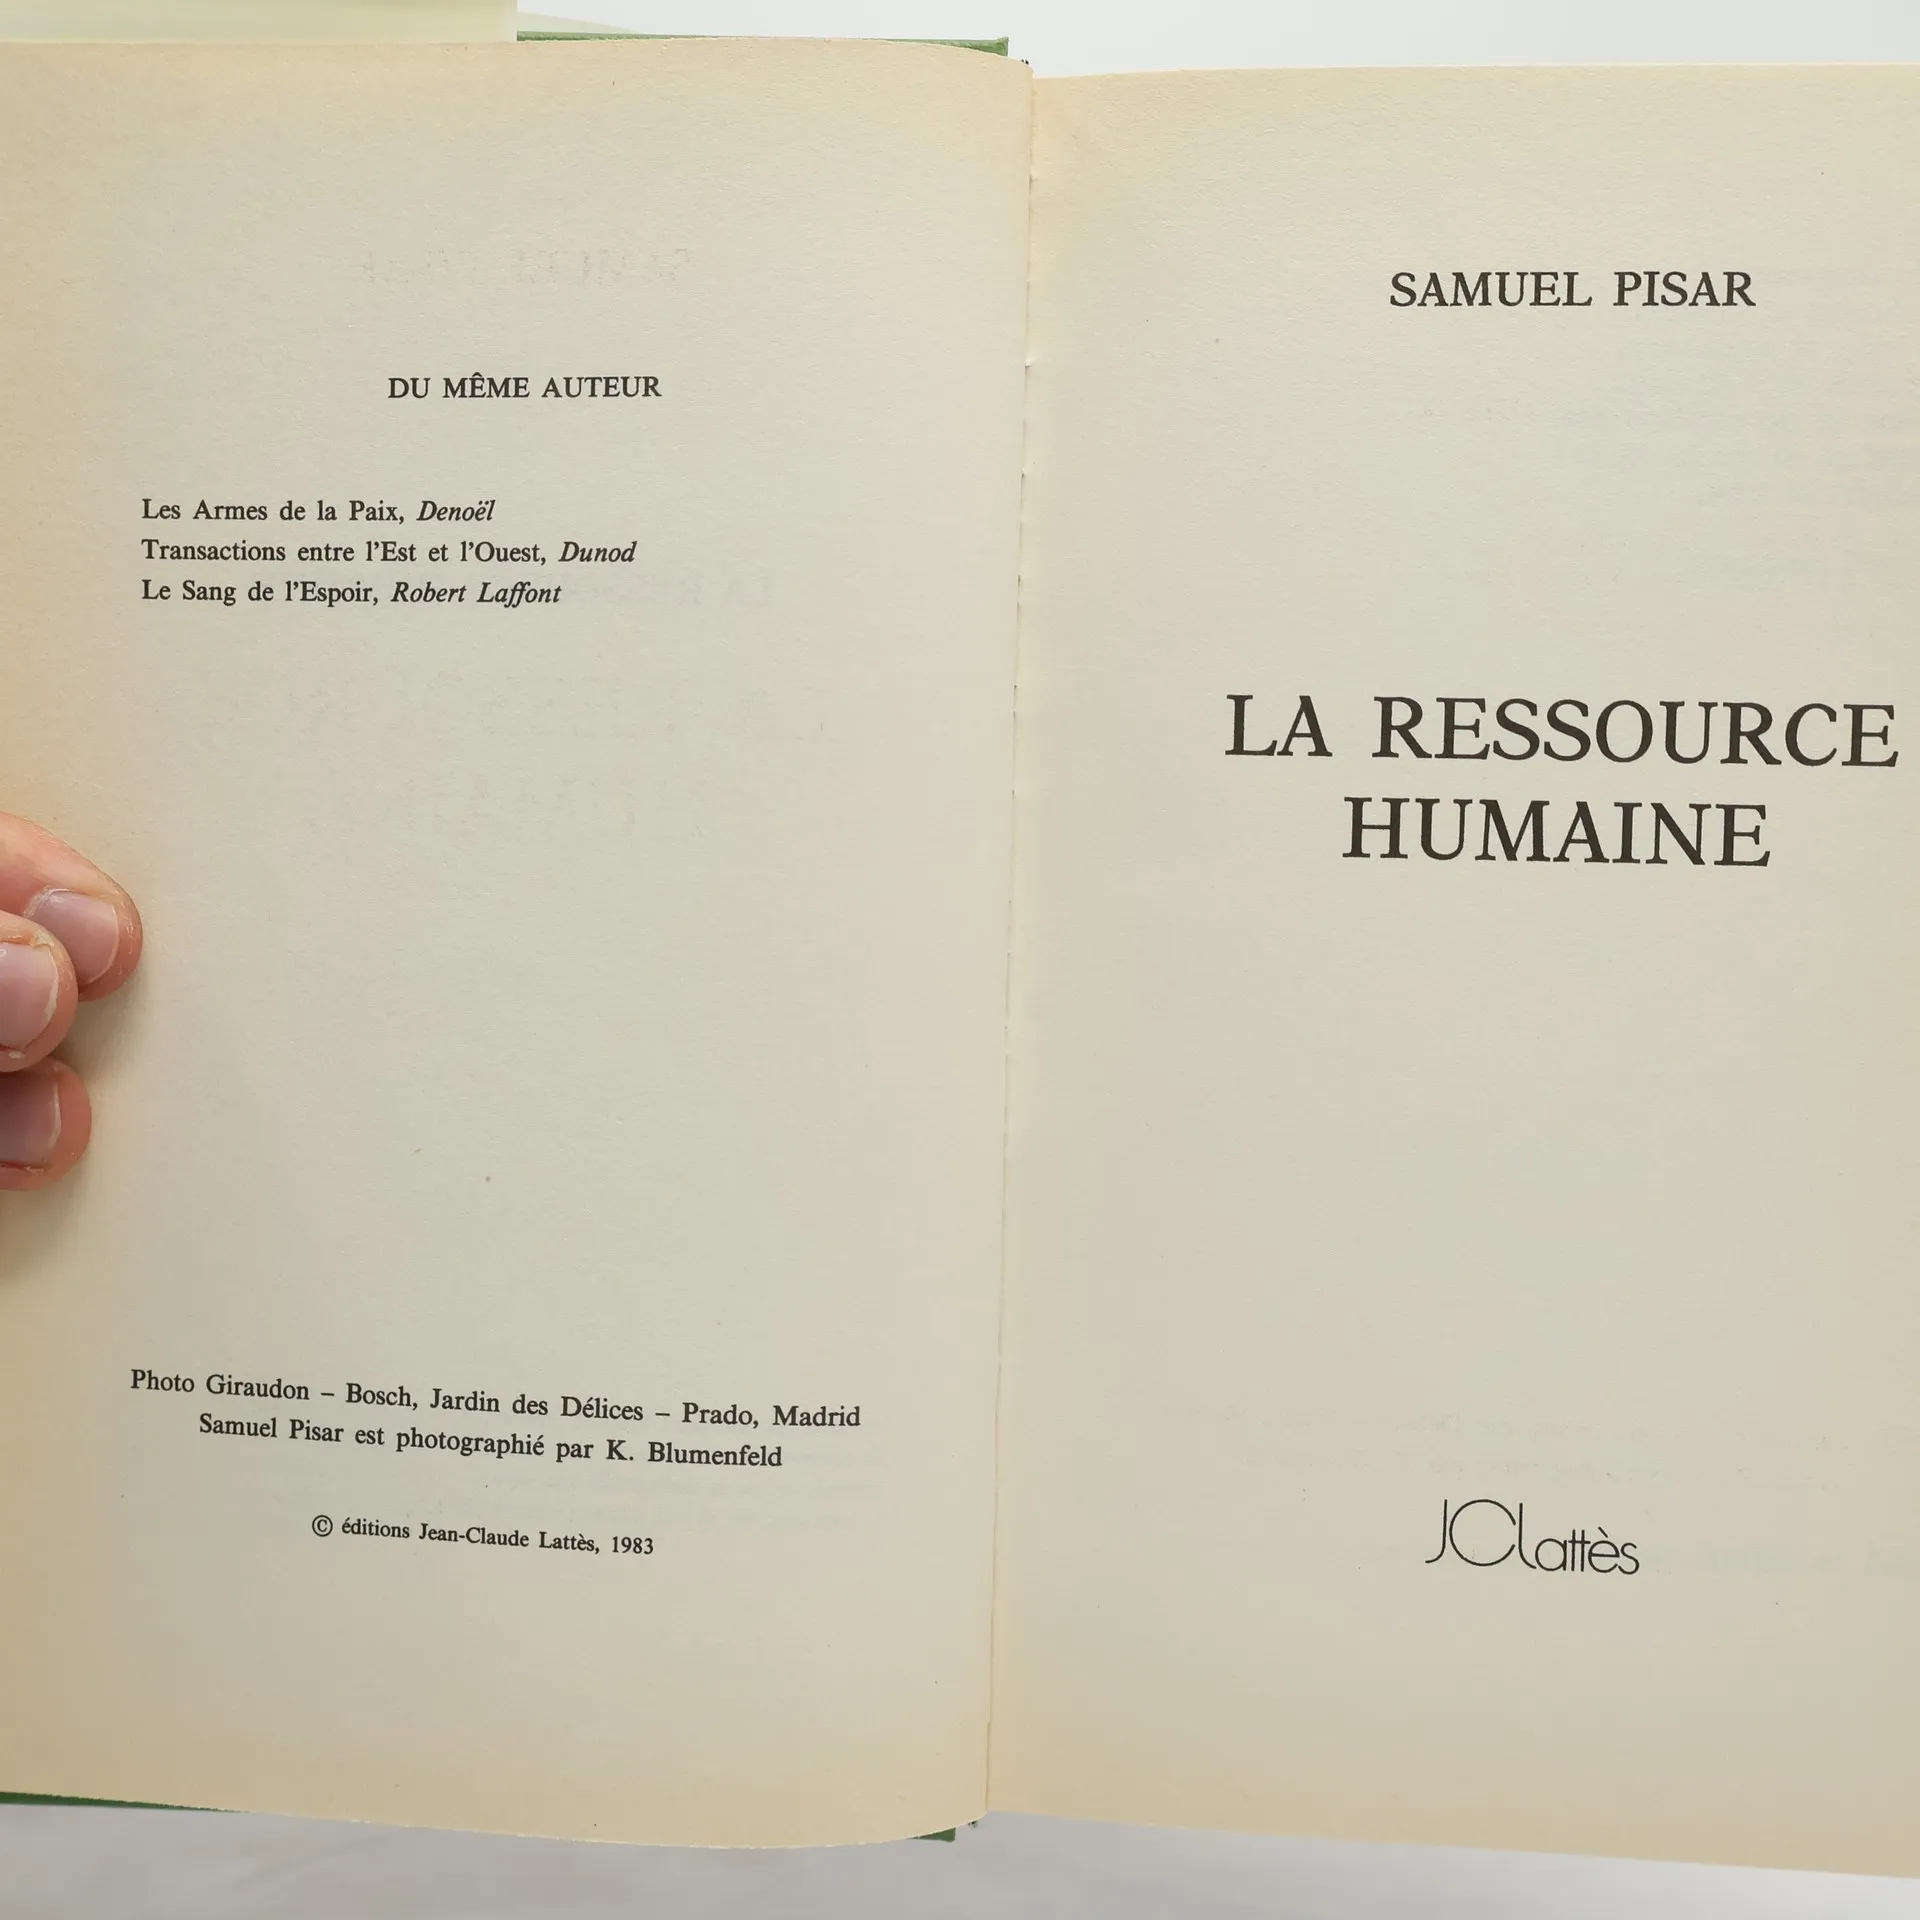 DU MÊME AUTEUR
Les Armes de la Paix, Denoël
Transactions entre l'Est et l'Ouest, Dunod
Le Sang de l'Espoir, Robert Laffont
Photo Giraudon – Bosch, Jardin des Délices – Prado, Madrid
Samuel Pisar est photographié par K. Blumenfeld
© éditions Jean-Claude Lattès, 1983
SAMUEL PISAR
LA RESSOURCE
HUMAINE
JClattès